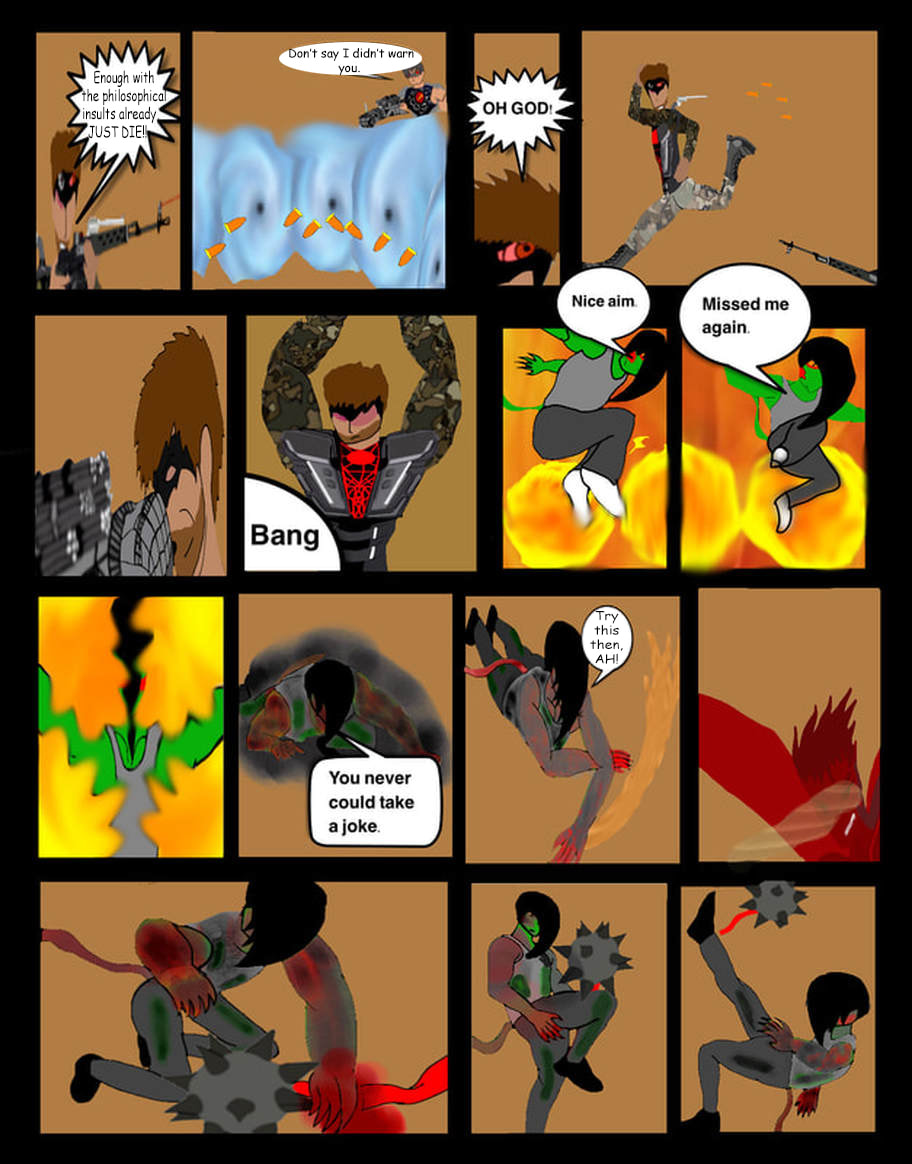 Enough with
the philosophical
insults already
JUST DIE!!
Don't say I didn't warn
you.
OH GOD!
Bang
Nice aim.
Missed me
again.
You never
could take
a joke.
Try
this
then,
AH!